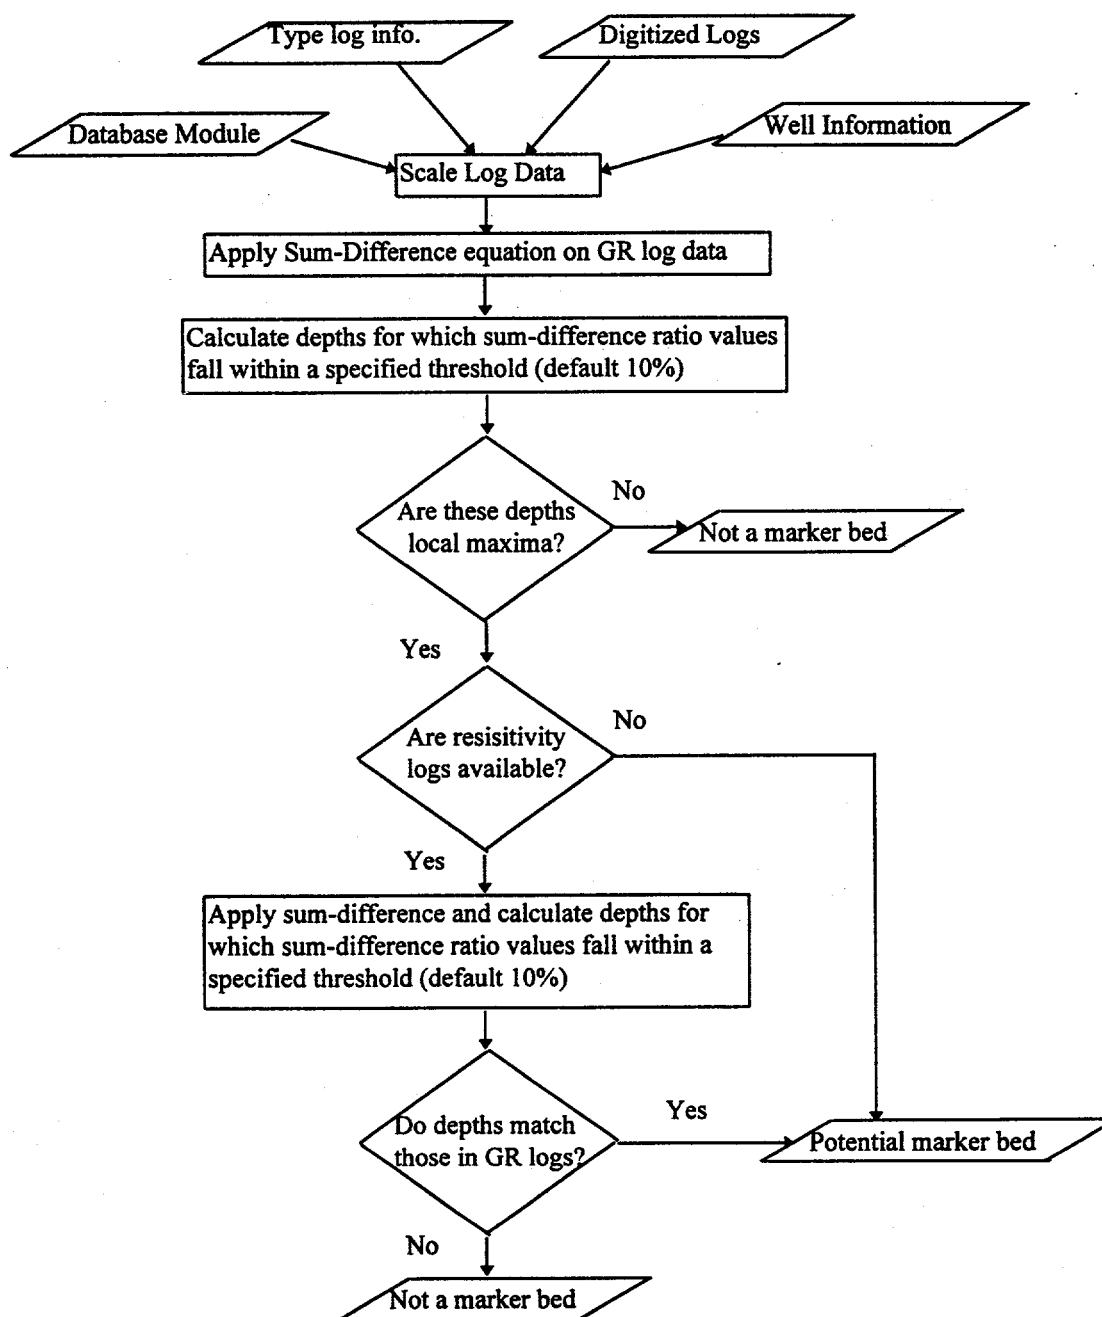 Type log info.
Digitized Logs
Database Module
Well Information
Scale Log Data
Apply Sum-Difference equation on GR log data
Calculate depths for which sum-difference ratio values
fall within a specified threshold (default 10%)
Are these depths
local maxima?
No
Not a marker bed
Yes
Are resisitivity
logs available?
No
Yes
Apply sum-difference and calculate depths for
which sum-difference ratio values fall within a
specified threshold (default 10%)
Do depths match
those in GR logs?
Yes
Potential marker bed
No
Not a marker bed